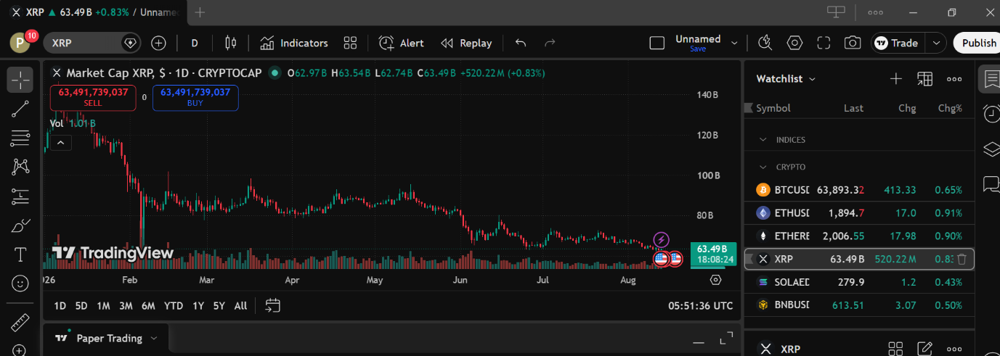 XRP ▲ 63.49 B +0.83% / Unname
P 10 XRP D Indicators Alert Replay Unnamed Save Trade Publish
Market Cap XRP, $ · 1D · CRYPTOCAP O62.97 B H63.54 B L62.74 B C63.49 B +520.22 M (+0.83%)
63,491,739,037 SELL 0 63,491,739,037 BUY
Vol 1.01 B
140 B
120 B
100 B
80 B
63.49 B
18:08:24
TradingView
026 Feb Mar Apr May Jun Jul Aug
1D 5D 1M 3M 6M YTD 1Y 5Y All 05:51:36 UTC
Paper Trading
Watchlist
Symbol Last Chg Chg%
INDICES
CRYPTO
BTCUSD 63,893.32 413.33 0.65%
ETHUSD 1,894.7 17.0 0.91%
ETHERE 2,006.55 17.98 0.90%
XRP 63.49 B 520.22 M 0.83
SOLAED 279.9 1.2 0.43%
BNBUSD 613.51 3.07 0.50%
XRP